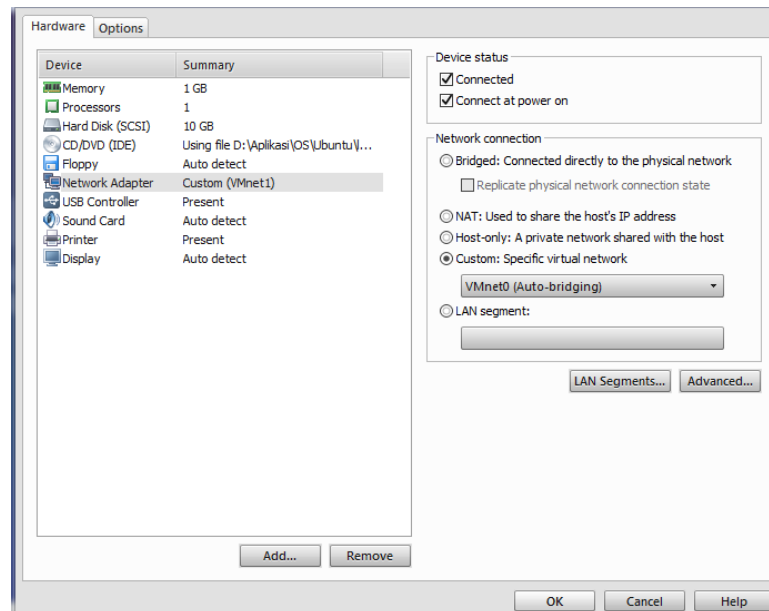 Hardware Options
Device Summary
Memory 1 GB
Processors 1
Hard Disk (SCSI) 10 GB
CD/DVD (IDE) Using file D:\Aplikasi\OS\Ubuntu\I...
Floppy Auto detect
Network Adapter Custom (VMnet1)
USB Controller Present
Sound Card Auto detect
Printer Present
Display Auto detect
Add... Remove
Device status
Connected
Connect at power on
Network connection
Bridged: Connected directly to the physical network
Replicate physical network connection state
NAT: Used to share the host's IP address
Host-only: A private network shared with the host
Custom: Specific virtual network
VMnet0 (Auto-bridging)
LAN segment:
LAN Segments... Advanced...
OK Cancel Help